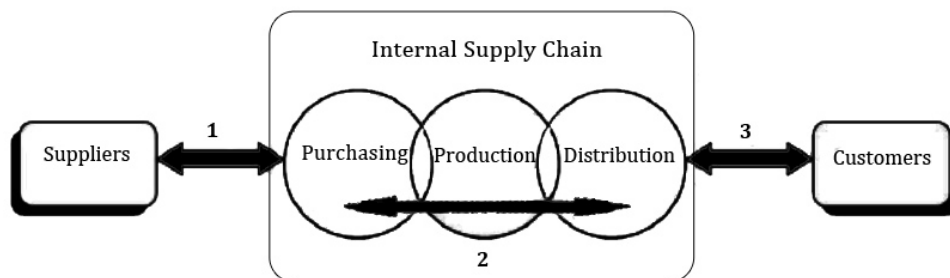 Internal Supply Chain
1
3
Suppliers
Purchasing
Production
Distribution
Customers
2